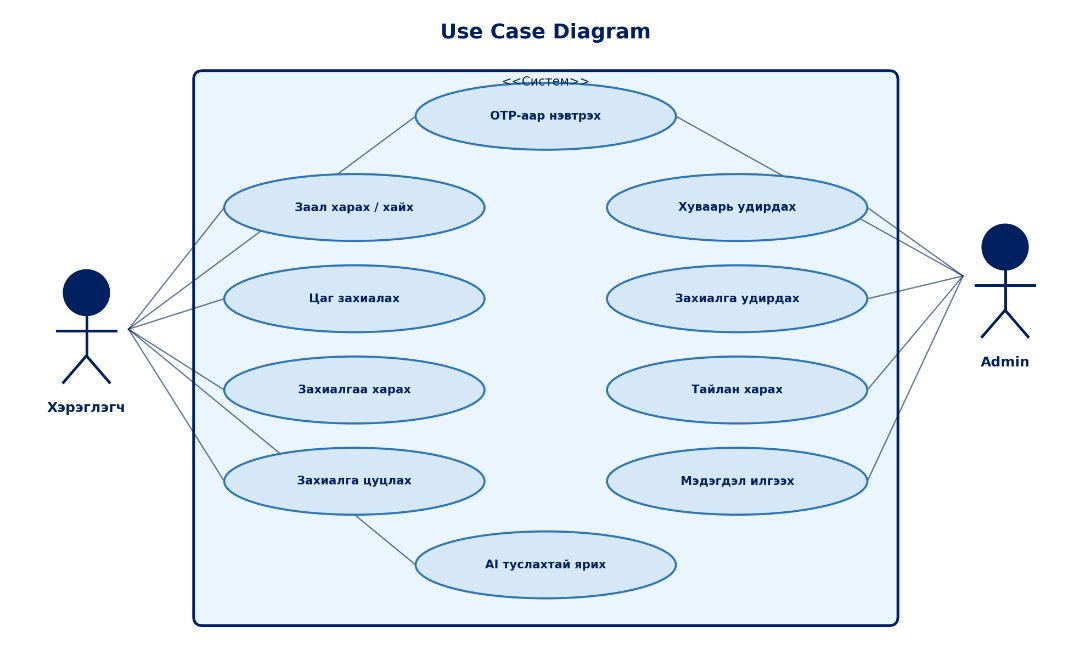 Use Case Diagram
<<Систем>>
OTP-аар нэвтрэх
Заал харах / хайх
Хуваарь удирдах
Цаг захиалах
Захиалга удирдах
Захиалгаа харах
Тайлан харах
Захиалга цуцлах
Мэдэгдэл илгээх
AI туслахтай ярих
Хэрэглэгч
Admin